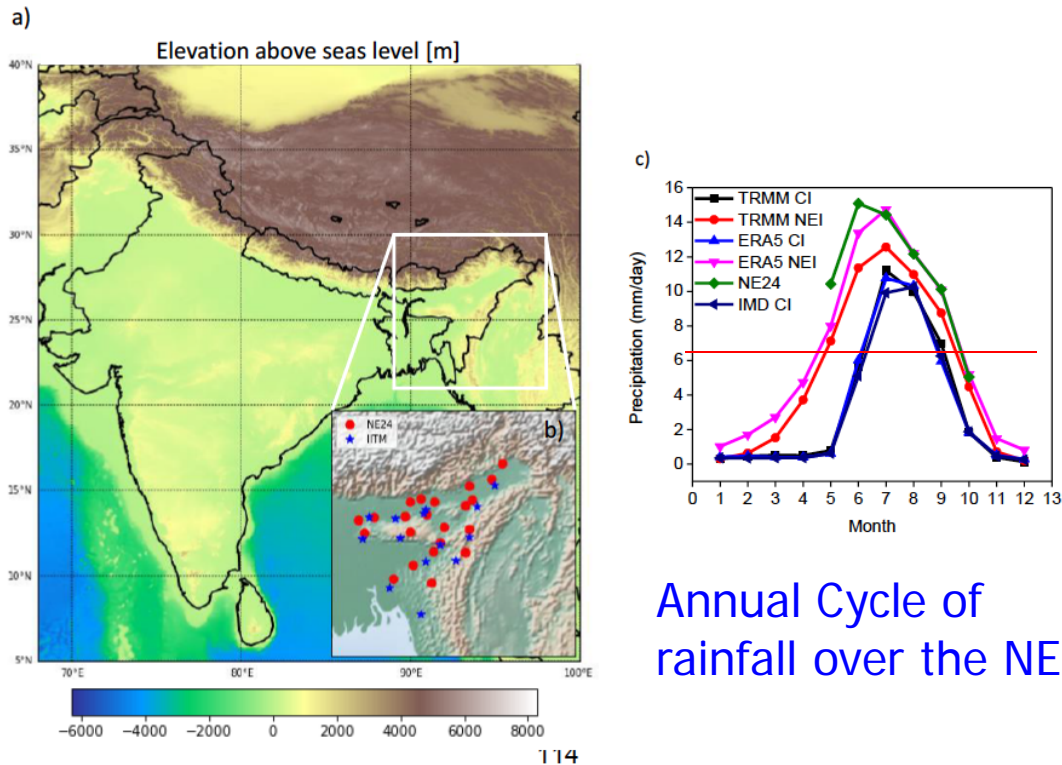 a)
Elevation above seas level [m]
40°N
35°N
30°N
25°N
20°N
15°N
10°N
5°N
70°E
80°E
90°E
100°E
b)
NE24
IITM
−6000
−4000
−2000
0
2000
4000
6000
8000
114
c)
TRMM CI
TRMM NEI
ERA5 CI
ERA5 NEI
NE24
IMD CI
Precipitation (mm/day)
16
14
12
10
8
6
4
2
0
0 1 2 3 4 5 6 7 8 9 10 11 12 13
Month
Annual Cycle of
rainfall over the NE